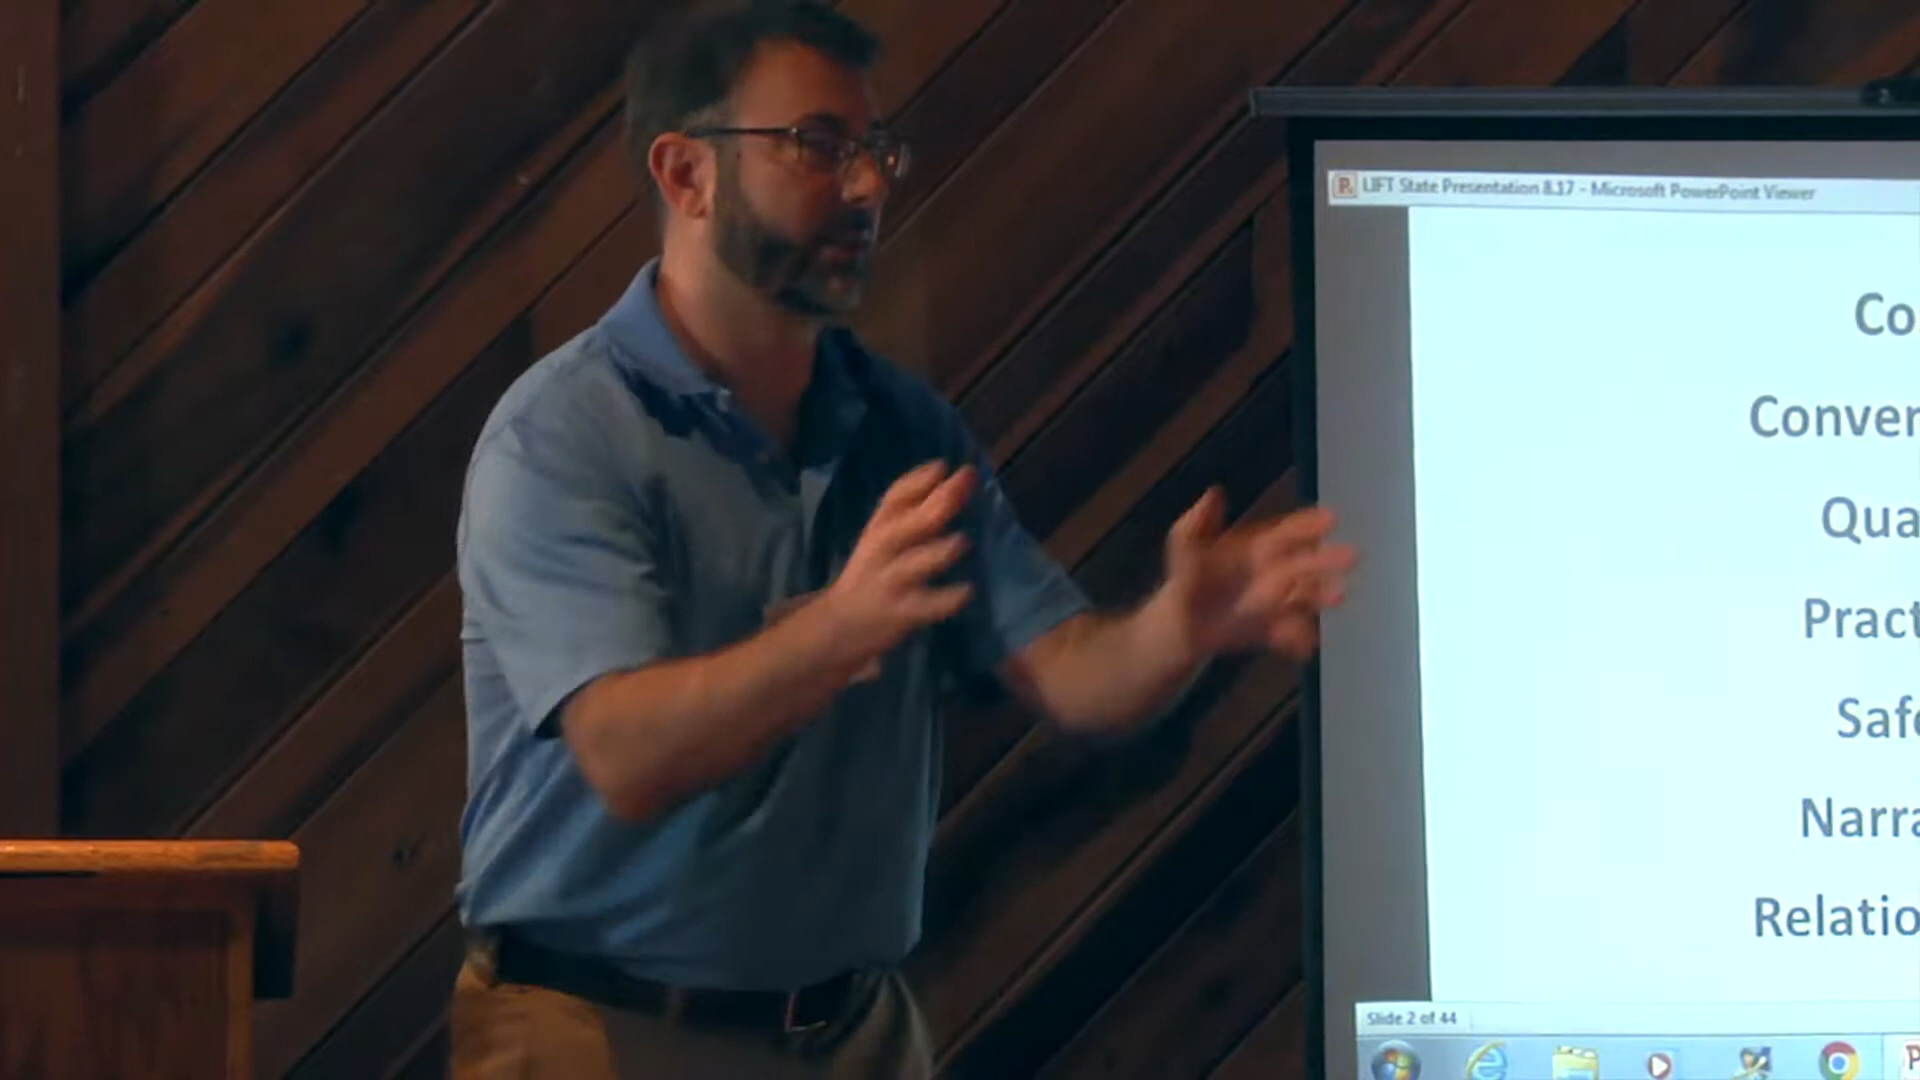 LIFT State Presentation 8.17 - Microsoft PowerPoint Viewer
Co
Conver
Qua
Pract
Safe
Narra
Relatio
Slide 2 of 44